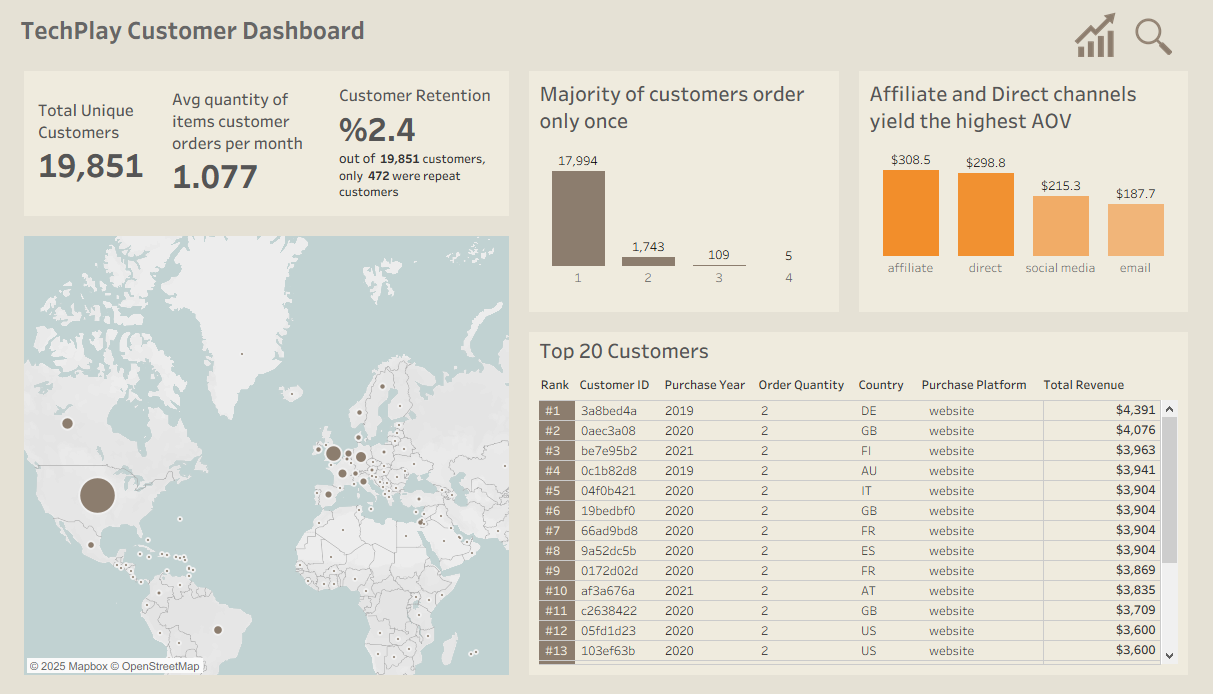 TechPlay Customer Dashboard
Total Unique
Customers
19,851
Avg quantity of
items customer
orders per month
1.077
Customer Retention
%2.4
out of 19,851 customers,
only 472 were repeat
customers
© 2025 Mapbox © OpenStreetMap
Majority of customers order
only once
17,994
1,743
109
5
1 2 3 4
Affiliate and Direct channels
yield the highest AOV
$308.5
$298.8
$215.3
$187.7
affiliate direct social media email
Top 20 Customers
Rank Customer ID Purchase Year Order Quantity Country Purchase Platform Total Revenue
#1 3a8bed4a 2019 2 DE website $4,391
#2 0aec3a08 2020 2 GB website $4,076
#3 be7e95b2 2021 2 FI website $3,963
#4 0c1b82d8 2019 2 AU website $3,941
#5 04f0b421 2020 2 IT website $3,904
#6 19bedbf0 2020 2 GB website $3,904
#7 66ad9bd8 2020 2 FR website $3,904
#8 9a52dc5b 2020 2 ES website $3,904
#9 0172d02d 2020 2 FR website $3,869
#10 af3a676a 2021 2 AT website $3,835
#11 c2638422 2020 2 GB website $3,709
#12 05fd1d23 2020 2 US website $3,600
#13 103ef63b 2020 2 US website $3,600